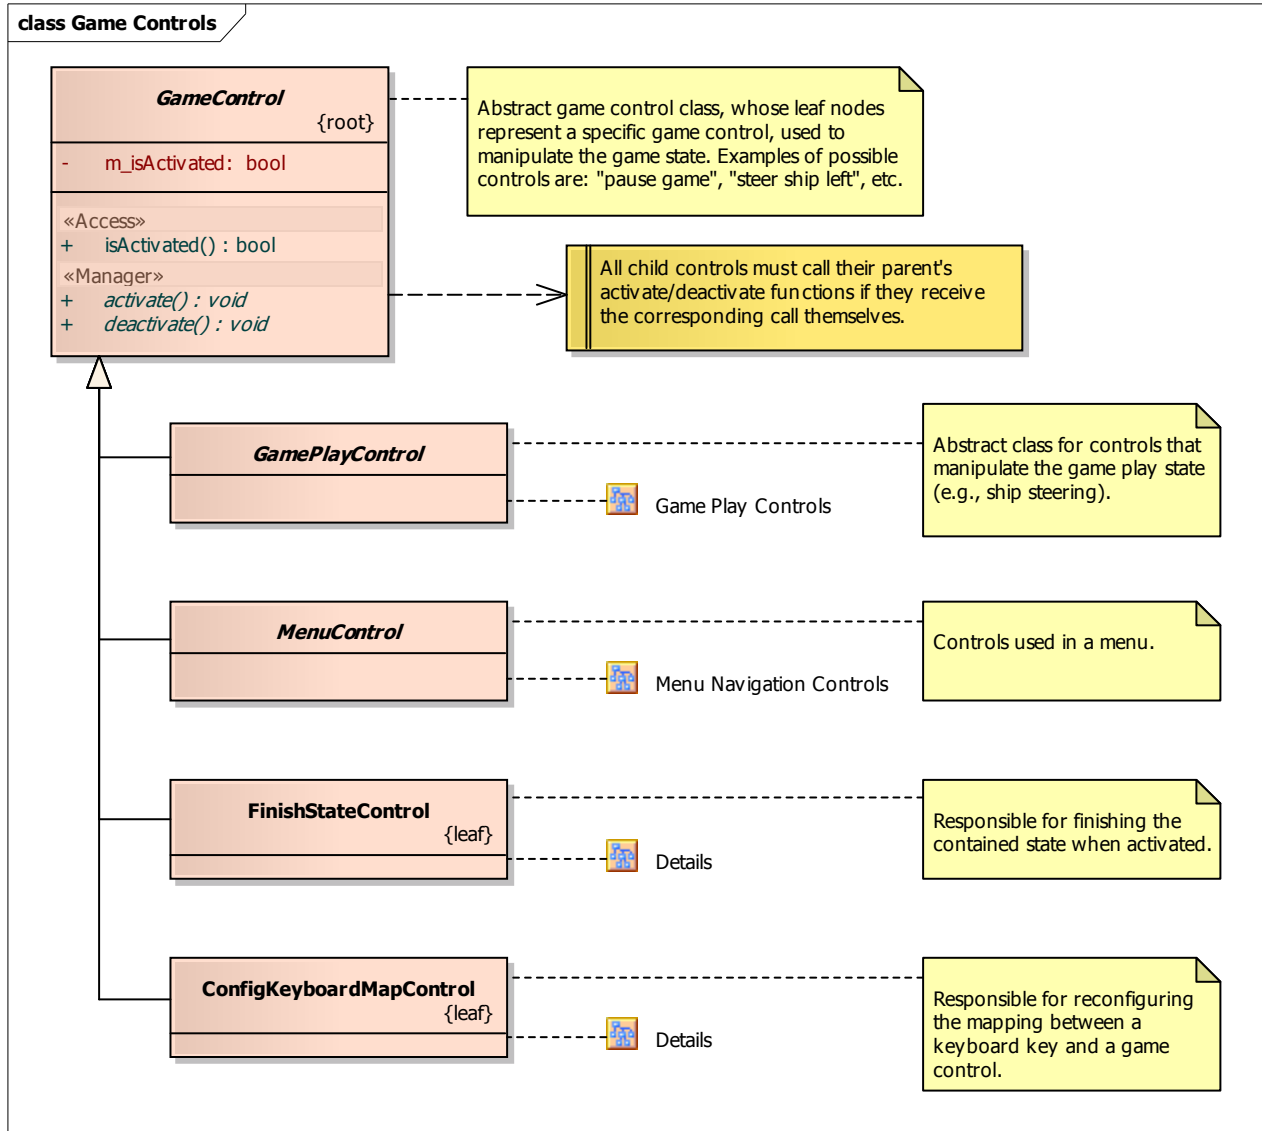 class Game Controls
GameControl
{root}
- m_isActivated: bool
«Access»
+ isActivated() : bool
«Manager»
+ activate() : void
+ deactivate() : void
Abstract game control class, whose leaf nodes
represent a specific game control, used to
manipulate the game state. Examples of possible
controls are: "pause game", "steer ship left", etc.
All child controls must call their parent's
activate/deactivate functions if they receive
the corresponding call themselves.
GamePlayControl
Game Play Controls
Abstract class for controls that
manipulate the game play state
(e.g., ship steering).
MenuControl
Menu Navigation Controls
Controls used in a menu.
FinishStateControl
{leaf}
Details
Responsible for finishing the
contained state when activated.
ConfigKeyboardMapControl
{leaf}
Details
Responsible for reconfiguring
the mapping between a
keyboard key and a game
control.